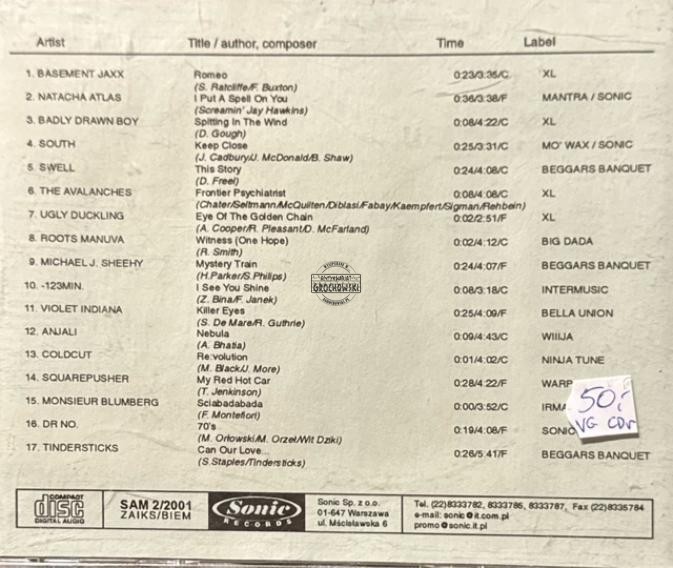 Artist Title / author, composer Time Label
1. BASEMENT JAXX Romeo 0:23/3:35/C XL
(S. Ratcliffe/F. Buxton)
2. NATACHA ATLAS I Put A Spell On You 0:36/3:38/F MANTRA / SONIC
(Screamin' Jay Hawkins)
3. BADLY DRAWN BOY Spitting In The Wind 0:08/4:22/C XL
(D. Gough)
4. SOUTH Keep Close 0:25/3:31/C MO' WAX / SONIC
(J. Cadbury/J. McDonald/B. Shaw)
5. SWELL This Story 0:24/4:08/C BEGGARS BANQUET
(D. Freel)
6. THE AVALANCHES Frontier Psychiatrist 0:08/4:08/C XL
(Chater/Seltmann/McQuilten/Diblasi/Fabay/Kaempfert/Sigman/Rehbein)
7. UGLY DUCKLING Eye Of The Golden Chain 0:02/2:51/F XL
(A. Cooper/R. Pleasant/D. McFarland)
8. ROOTS MANUVA Witness (One Hope) 0:02/4:12/C BIG DADA
(R. Smith)
9. MICHAEL J. SHEEHY Mystery Train 0:24/4:07/F BEGGARS BANQUET
(H.Parker/S.Philips)
10. -123MIN. I See You Shine 0:08/3:18/C INTERMUSIC
(Z. Bina/F. Janek)
11. VIOLET INDIANA Killer Eyes 0:25/4:09/F BELLA UNION
(S. De Mare/R. Guthrie)
12. ANJALI Nebula 0:09/4:43/C WIIIJA
(A. Bhatia)
13. COLDCUT Re:volution 0:01/4:02/C NINJA TUNE
(M. Black/J. More)
14. SQUAREPUSHER My Red Hot Car 0:28/4:22/F WARP
(T. Jenkinson)
15. MONSIEUR BLUMBERG Sciabadabada 0:00/3:52/C IRMA
(F. Montefiori)
16. DR NO. 70's 0:19/4:08/F SONIC
(M. Orłowski/M. Orzeł/Wit Dziki)
17. TINDERSTICKS Can Our Love... 0:26/5:41/F BEGGARS BANQUET
(S.Staples/Tindersticks)
50,-
VG CDr
GROCHOWSKI
COMPACT
disc
DIGITAL AUDIO
SAM 2/2001
ZAIKS/BIEM
Sonic
RECORDS
Sonic Sp. z o.o.
01-647 Warszawa
ul. Mścisławska 6
Tel. (22)8333782, 8333785, 8333787, Fax (22)8335784
e-mail: sonic@it.com.pl
promo@sonic.it.pl